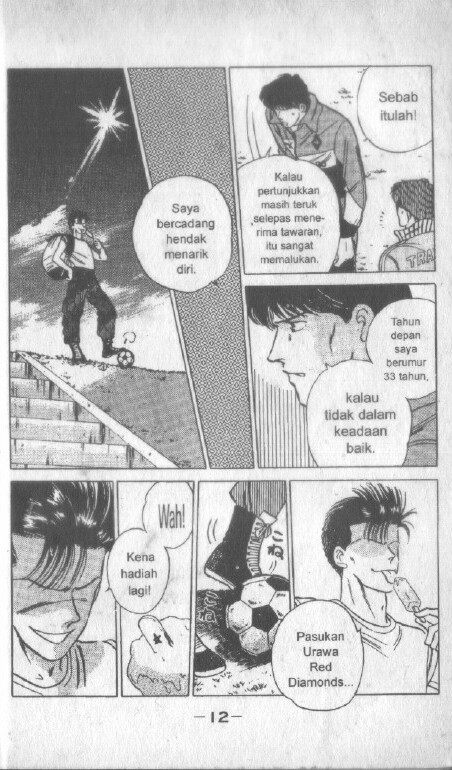 Sebab
itulah!
Kalau
pertunjukkan
masih teruk
selepas mene-
rima tawaran,
itu sangat
memalukan.
TRA
Saya
bercadang
hendak
menarik
diri.
Tahun
depan
saya
berumur
33 tahun,
kalau
tidak dalam
keadaan
baik.
Wah!
Kena
hadiah
lagi!
Pasukan
Urawa
Red
Diamonds...
-12-